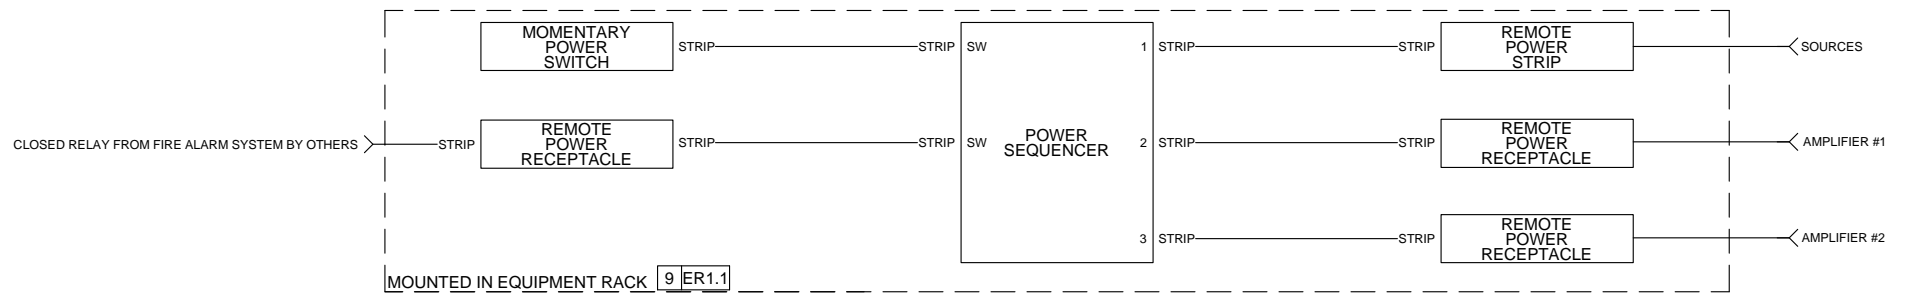 MOMENTARY
POWER
SWITCH
STRIP
STRIP
SW
1
STRIP
STRIP
REMOTE
POWER
STRIP
SOURCES
CLOSED RELAY FROM FIRE ALARM SYSTEM BY OTHERS
STRIP
REMOTE
POWER
RECEPTACLE
STRIP
STRIP
SW
POWER
SEQUENCER
2
STRIP
STRIP
REMOTE
POWER
RECEPTACLE
AMPLIFIER #1
3
STRIP
STRIP
REMOTE
POWER
RECEPTACLE
AMPLIFIER #2
MOUNTED IN EQUIPMENT RACK 9 ER1.1